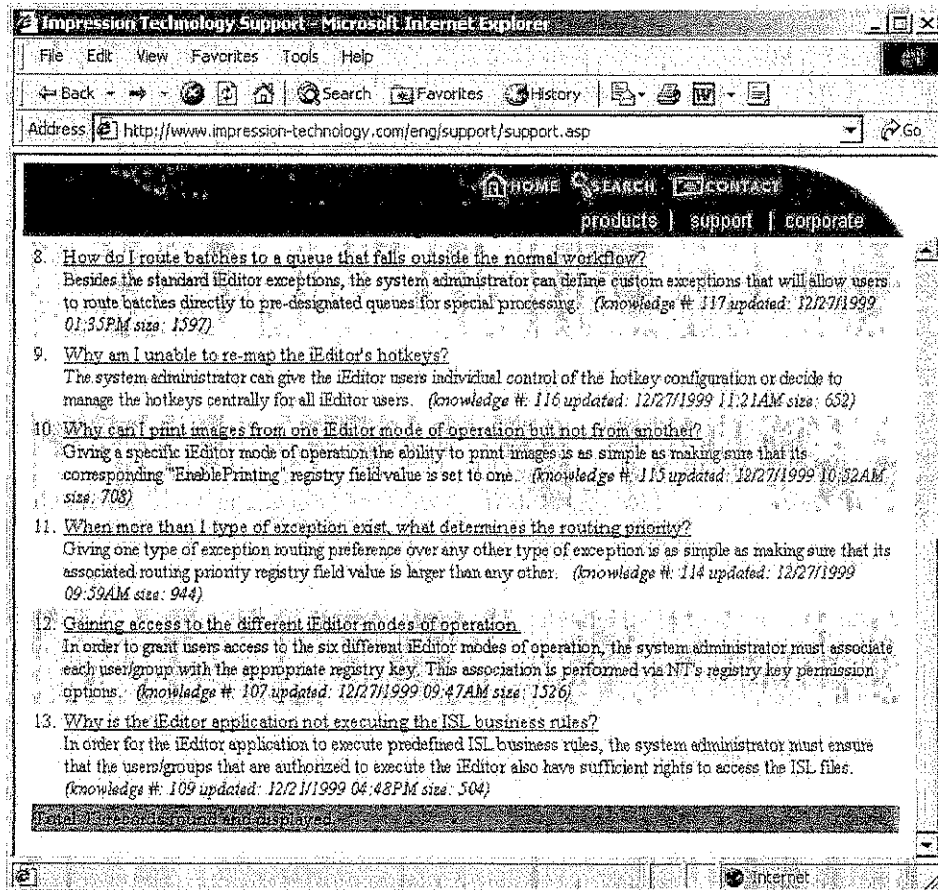 Impression Technology Support - Microsoft Internet Explorer
File Edit View Favorites Tools Help
Back Search Favorites History
Address http://www.impression-technology.com/eng/support/support.asp Go
HOME SEARCH CONTACT
products | support | corporate
8. How do I route batches to a queue that falls outside the normal workflow?
Besides the standard iEditor exceptions, the system administrator can define custom exceptions that will allow users
to route batches directly to pre-designated queues for special processing. (knowledge #: 117 updated: 12/27/1999
01:35PM size: 1597)
9. Why am I unable to re-map the iEditor's hotkeys?
The system administrator can give the iEditor users individual control of the hotkey configuration or decide to
manage the hotkeys centrally for all iEditor users. (knowledge #: 116 updated: 12/27/1999 11:21AM size: 652)
10. Why can I print images from one iEditor mode of operation but not from another?
Giving a specific iEditor mode of operation the ability to print images is as simple as making sure that its
corresponding "EnablePrinting" registry field value is set to one. (knowledge #: 115 updated: 12/27/1999 10:52AM
size: 708)
11. When more than 1 type of exception exist, what determines the routing priority?
Giving one type of exception routing preference over any other type of exception is as simple as making sure that its
associated routing priority registry field value is larger than any other. (knowledge #: 114 updated: 12/27/1999
09:59AM size: 944)
12. Gaining access to the different iEditor modes of operation
In order to grant users access to the six different iEditor modes of operation, the system administrator must associate
each user/group with the appropriate registry key. This association is performed via NT's registry key permission
options. (knowledge #: 107 updated: 12/27/1999 09:47AM size: 1526)
13. Why is the iEditor application not executing the ISL business rules?
In order for the iEditor application to execute predefined ISL business rules, the system administrator must ensure
that the users/groups that are authorized to execute the iEditor also have sufficient rights to access the ISL files.
(knowledge #: 109 updated: 12/21/1999 04:48PM size: 504)
Total 13 records found and displayed
Internet